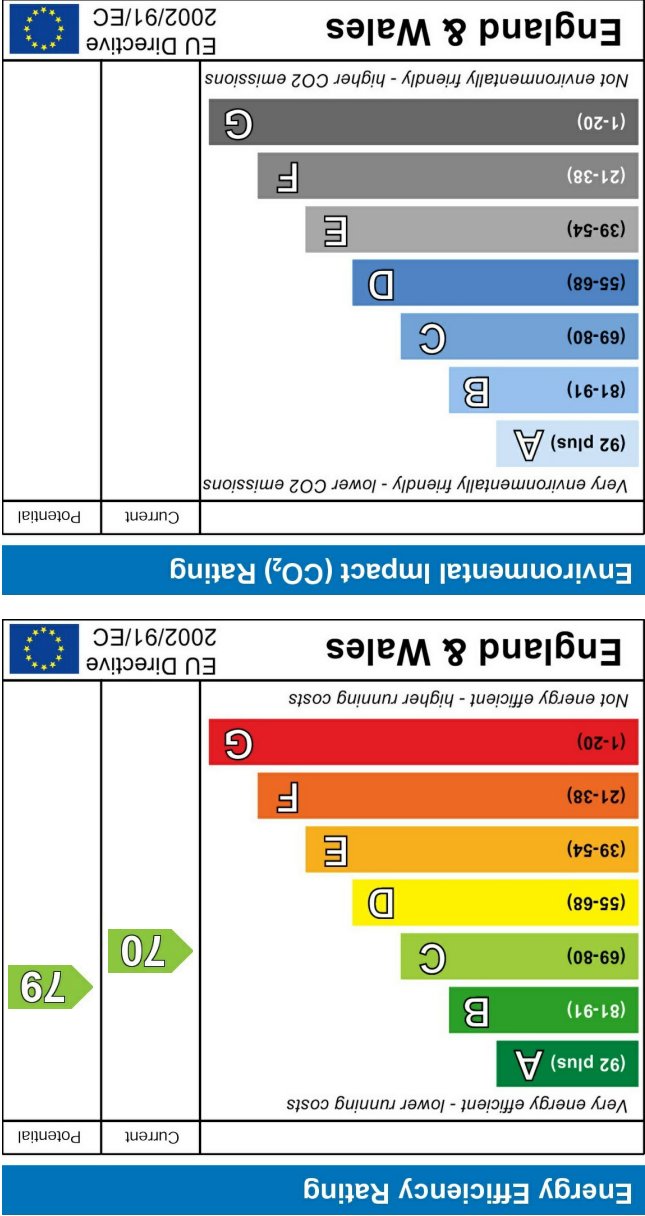 Energy Efficiency Rating
Current Potential
Very energy efficient - lower running costs
(92 plus) A
(81-91) B
(69-80) C
(55-68) D
(39-54) E
(21-38) F
(1-20) G
70
79
Not energy efficient - higher running costs
England & Wales
EU Directive
2002/91/EC
Environmental Impact (CO₂) Rating
Current Potential
Very environmentally friendly - lower CO2 emissions
(92 plus) A
(81-91) B
(69-80) C
(55-68) D
(39-54) E
(21-38) F
(1-20) G
Not environmentally friendly - higher CO2 emissions
England & Wales
EU Directive
2002/91/EC